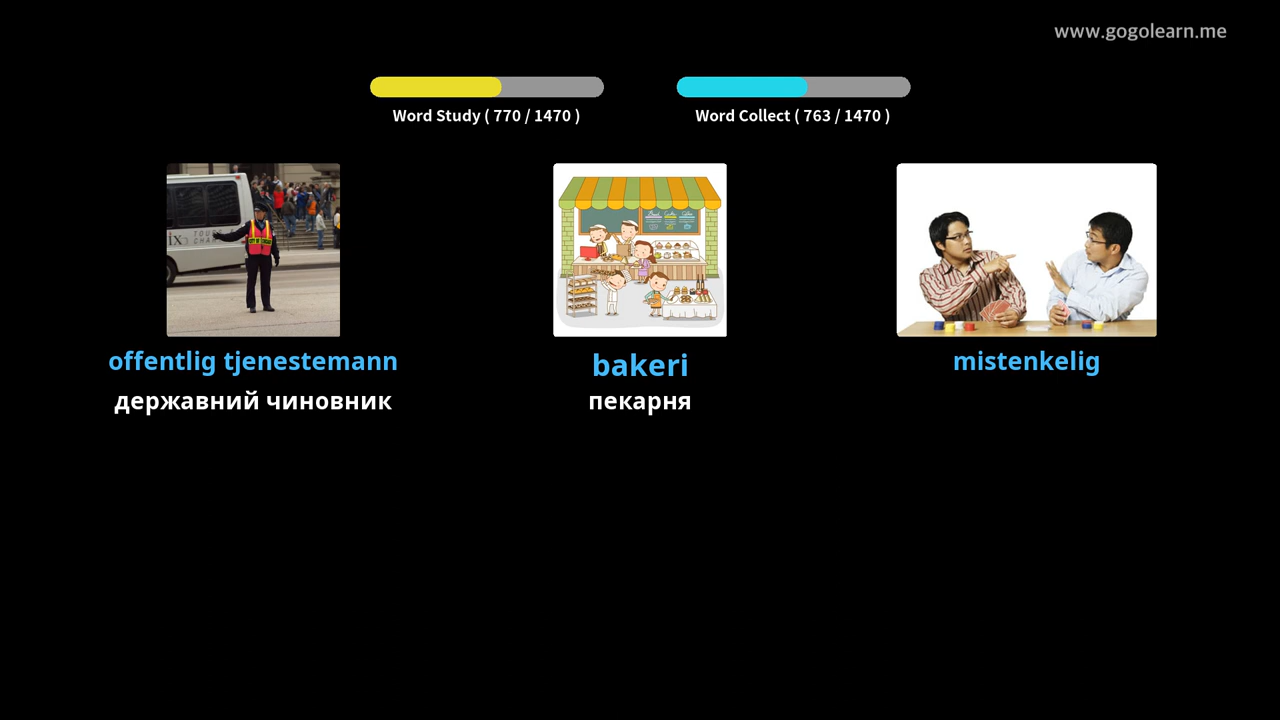 www.gogolearn.me
Word Study ( 770 / 1470 )
Word Collect ( 763 / 1470 )
offentlig tjenestemann
державний чиновник
bakeri
пекарня
mistenkelig